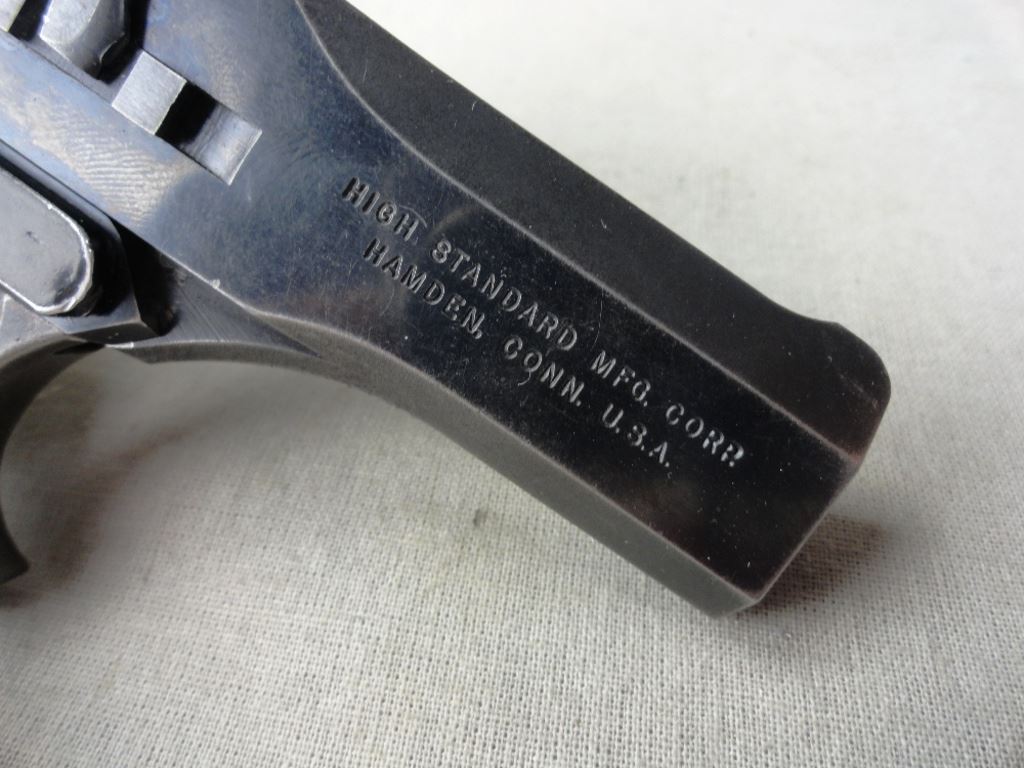 HIGH STANDARD MFG. CORP.
HAMDEN, CONN. U.S.A.